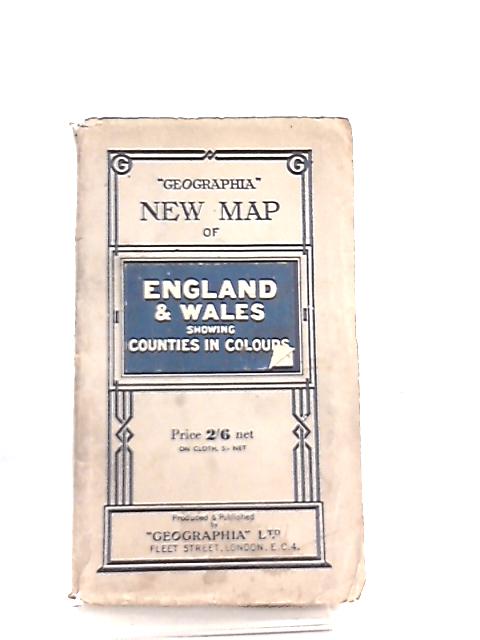 G G
"GEOGRAPHIA"
NEW MAP
OF
ENGLAND
& WALES
SHOWING
COUNTIES IN COLOURS
Price 2/6 net
ON CLOTH, 5/- NET
Produced & Published
by
"GEOGRAPHIA" LTD
FLEET STREET, LONDON, E.C.4.